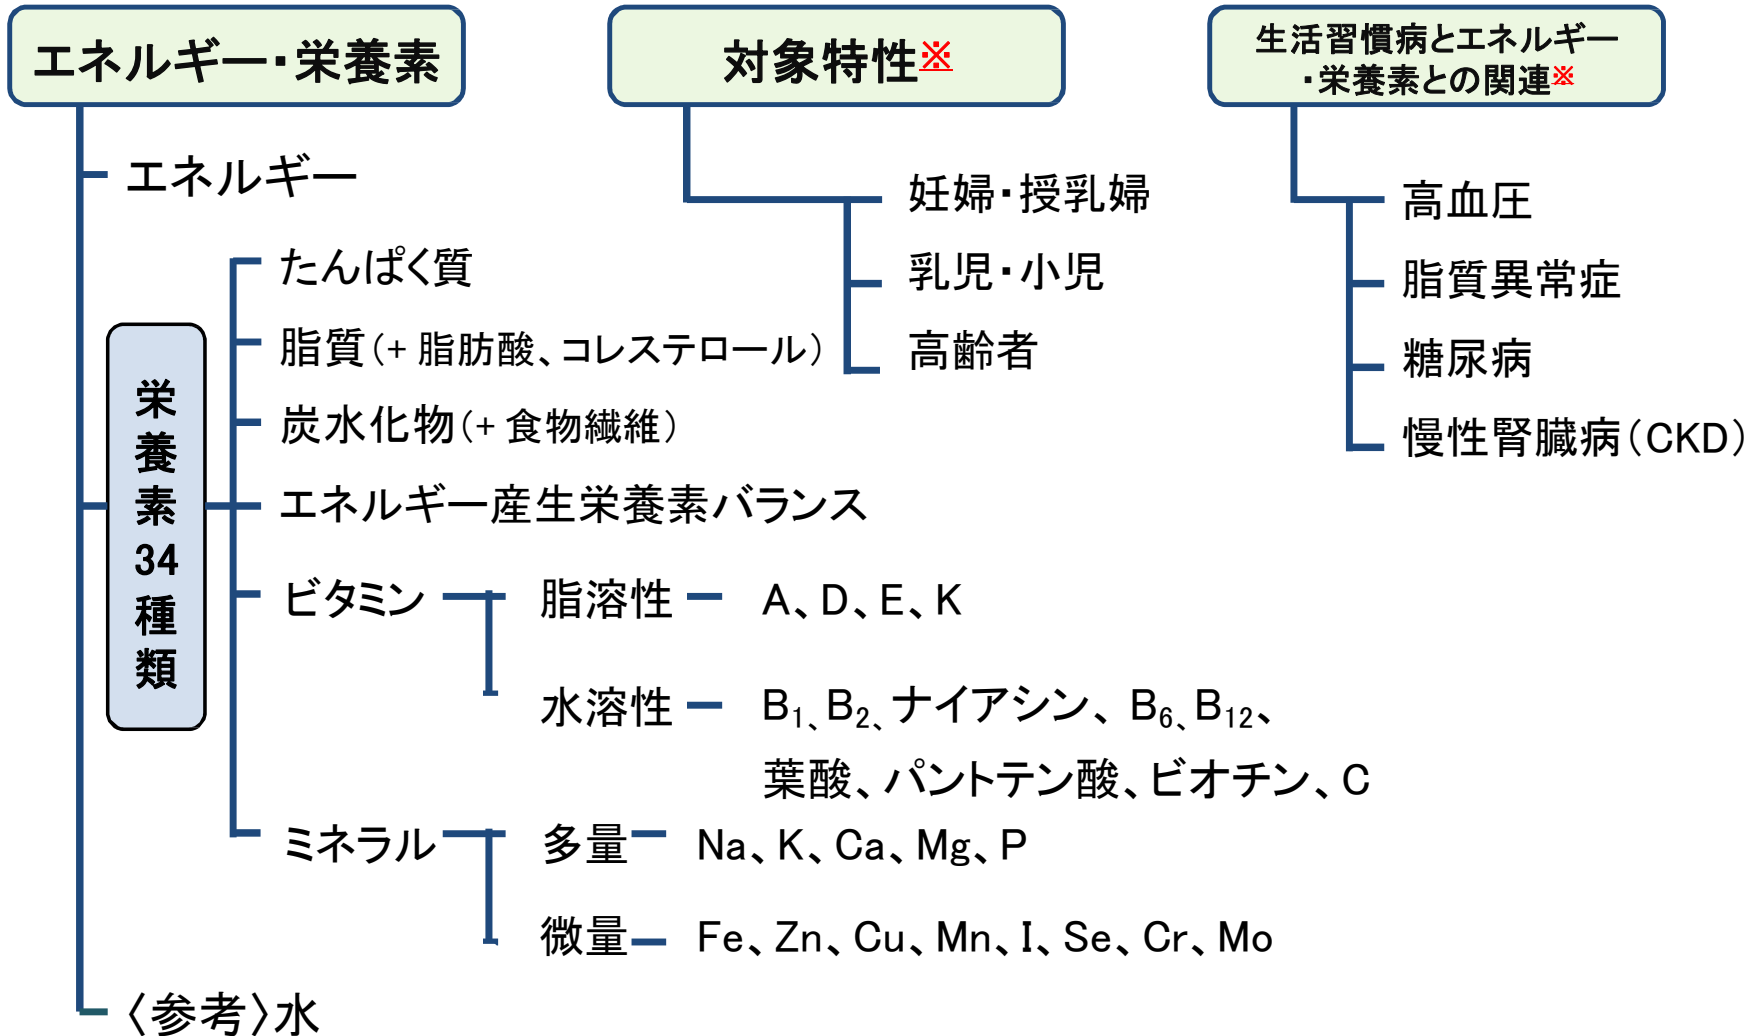 エネルギー・栄養素
エネルギー
栄養素34種類
たんぱく質
脂質(+ 脂肪酸、コレステロール)
炭水化物(+ 食物繊維)
エネルギー産生栄養素バランス
ビタミン
脂溶性
A、D、E、K
水溶性
B₁、B₂、ナイアシン、B₆、B₁₂、
葉酸、パントテン酸、ビオチン、C
ミネラル
多量
Na、K、Ca、Mg、P
微量
Fe、Zn、Cu、Mn、I、Se、Cr、Mo
〈参考〉水
対象特性※
妊婦・授乳婦
乳児・小児
高齢者
生活習慣病とエネルギー
・栄養素との関連※
高血圧
脂質異常症
糖尿病
慢性腎臓病(CKD)